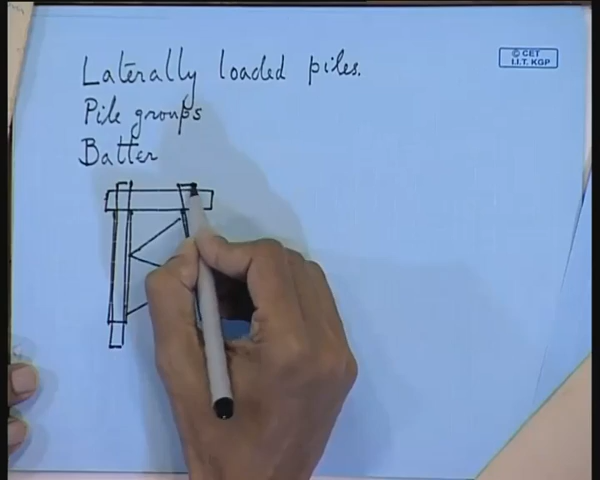 Laterally loaded piles.
© CET
I.I.T. KGP
Pile groups
Batter